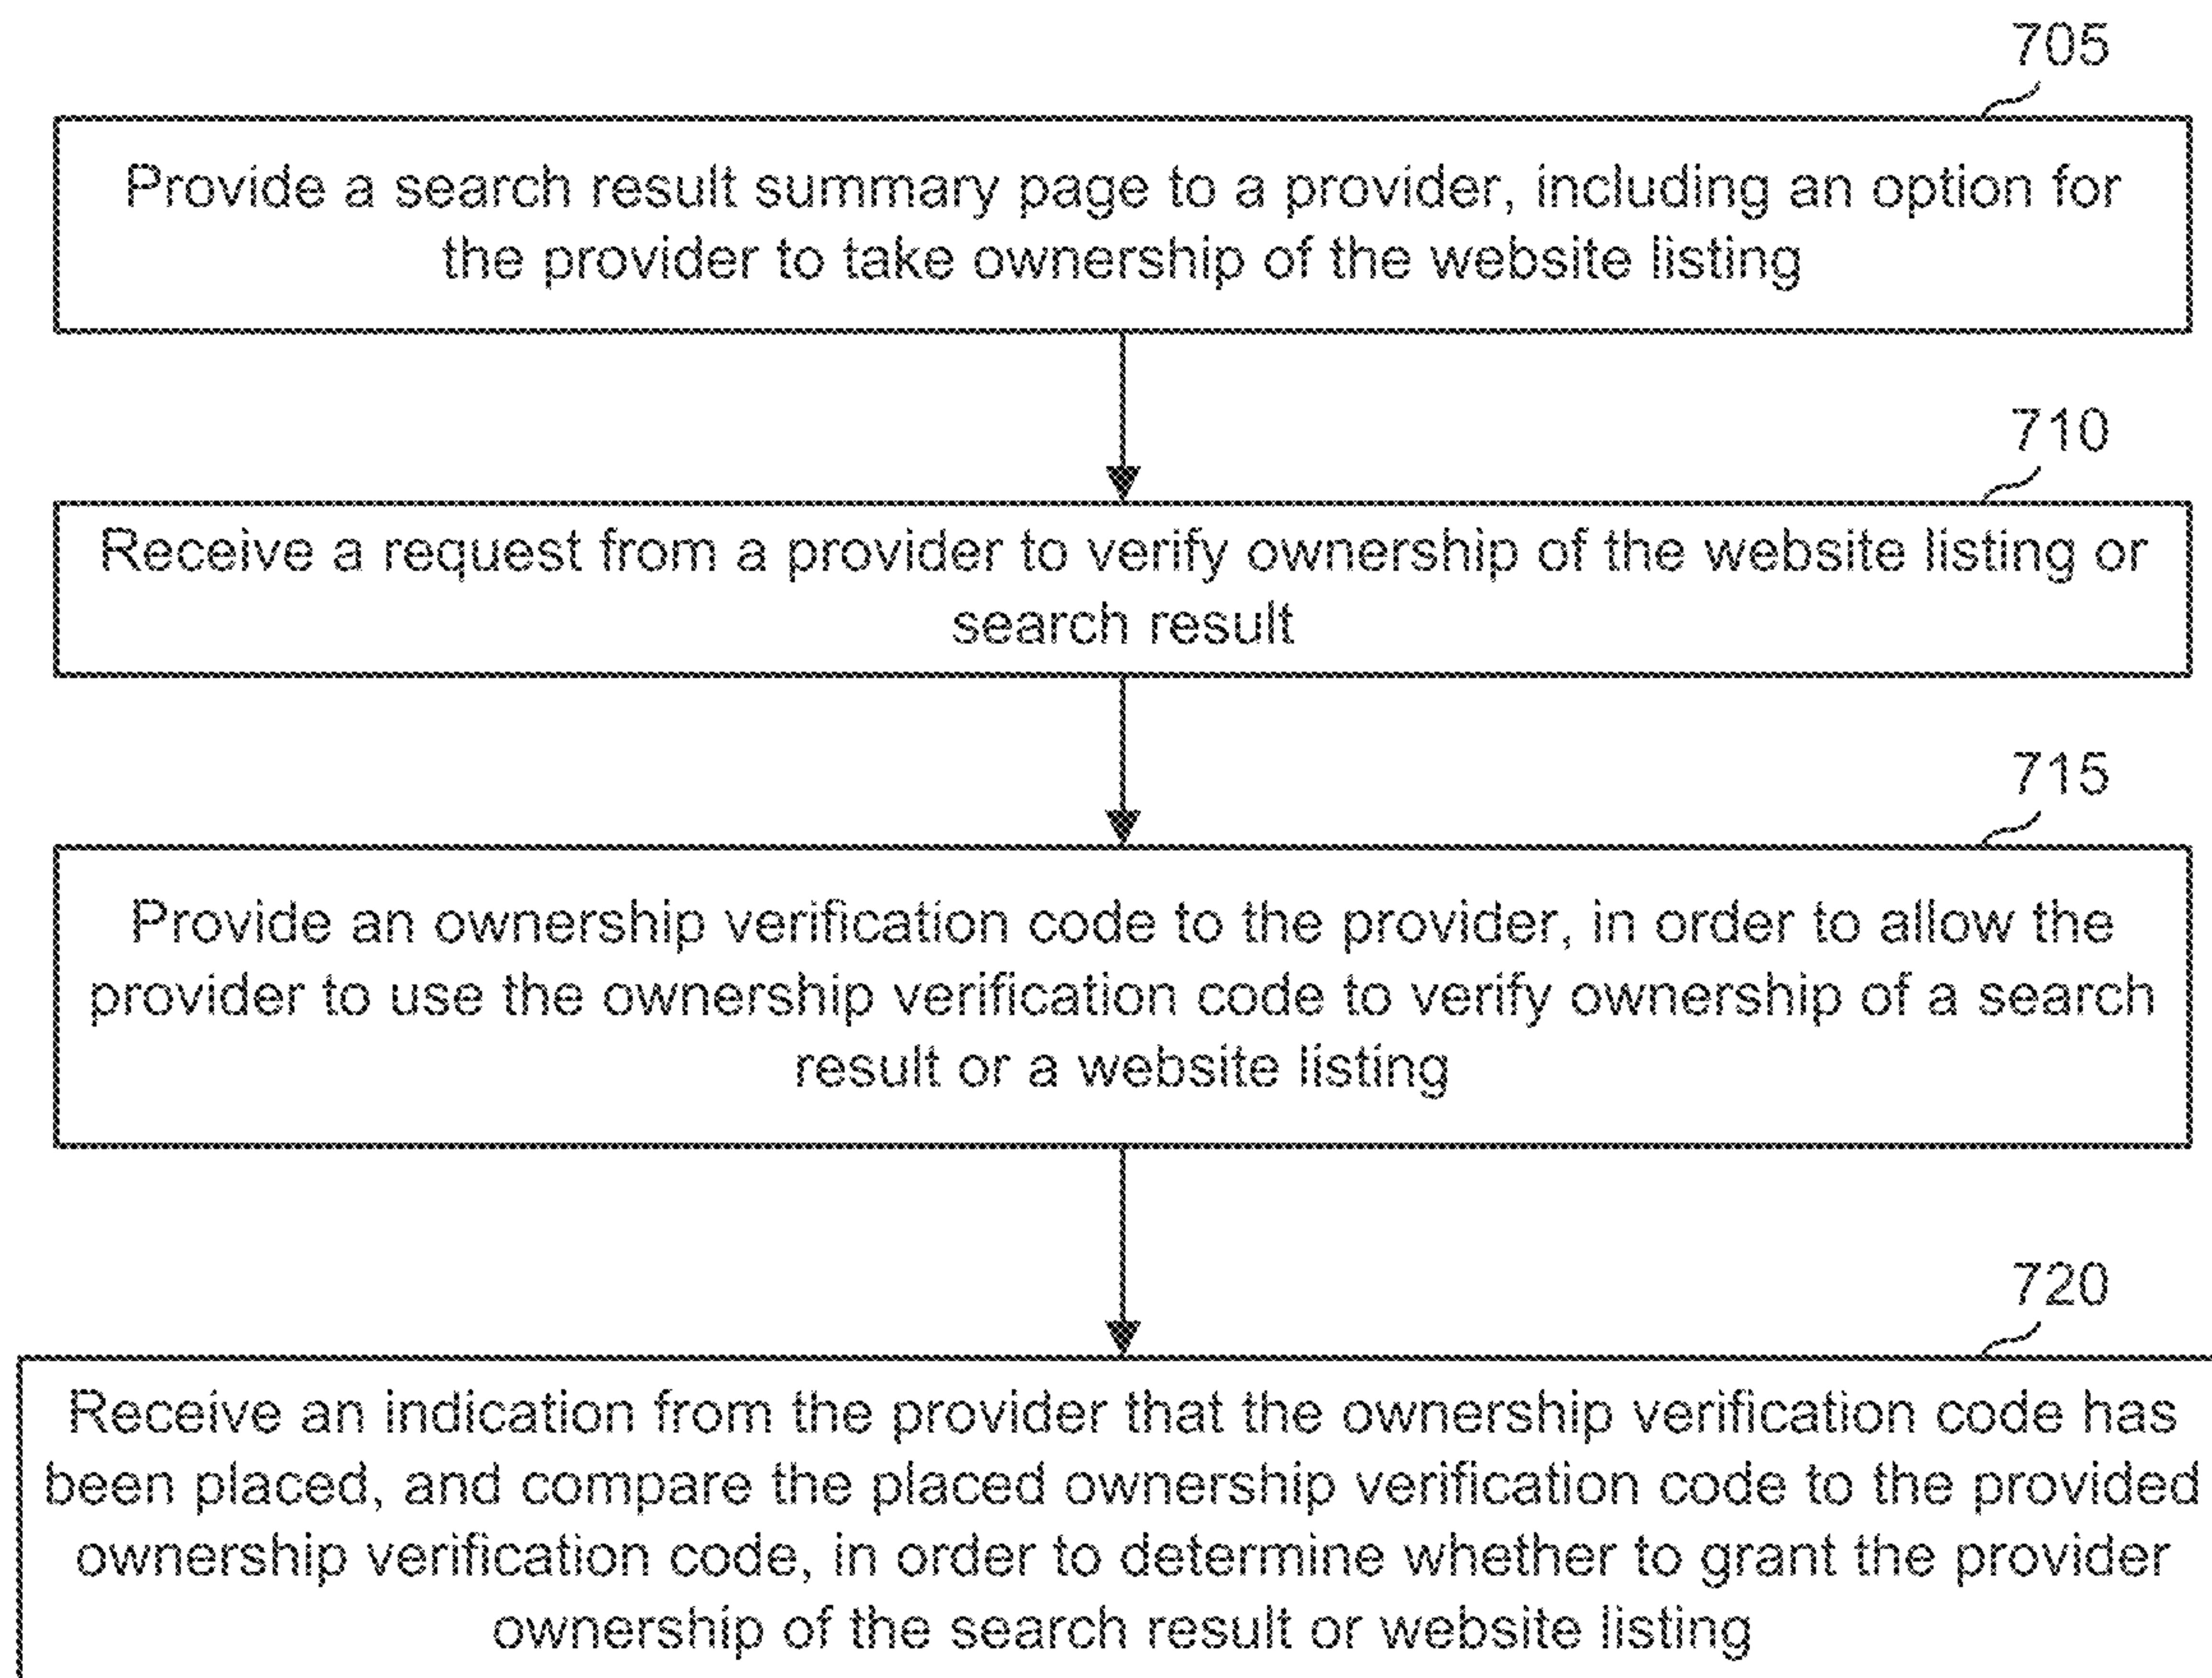 705
Provide a search result summary page to a provider, including an option for
the provider to take ownership of the website listing
710
Receive a request from a provider to verify ownership of the website listing or
search result
715
Provide an ownership verification code to the provider, in order to allow the
provider to use the ownership verification code to verify ownership of a search
result or a website listing
720
Receive an indication from the provider that the ownership verification code has
been placed, and compare the placed ownership verification code to the provided
ownership verification code, in order to determine whether to grant the provider
ownership of the search result or website listing